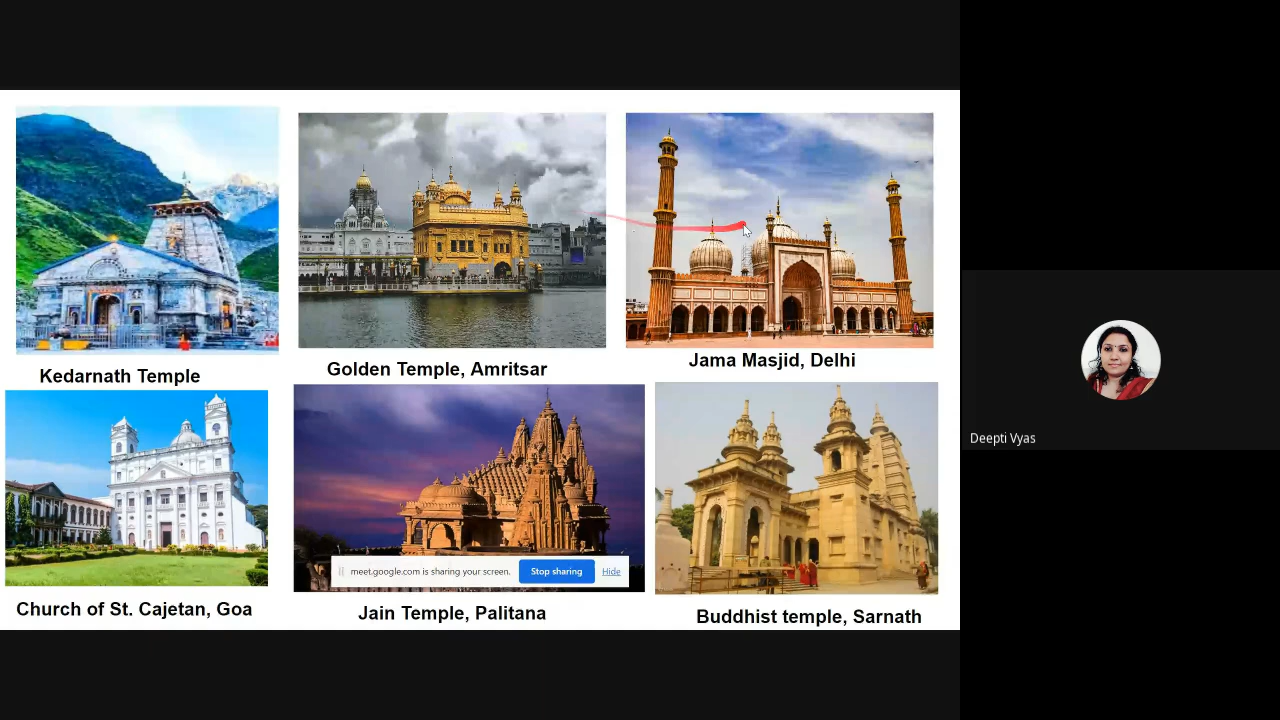 Kedarnath Temple
Golden Temple, Amritsar
Jama Masjid, Delhi
Church of St. Cajetan, Goa
meet.google.com is sharing your screen.
Stop sharing
Hide
Jain Temple, Palitana
Buddhist temple, Sarnath
Deepti Vyas